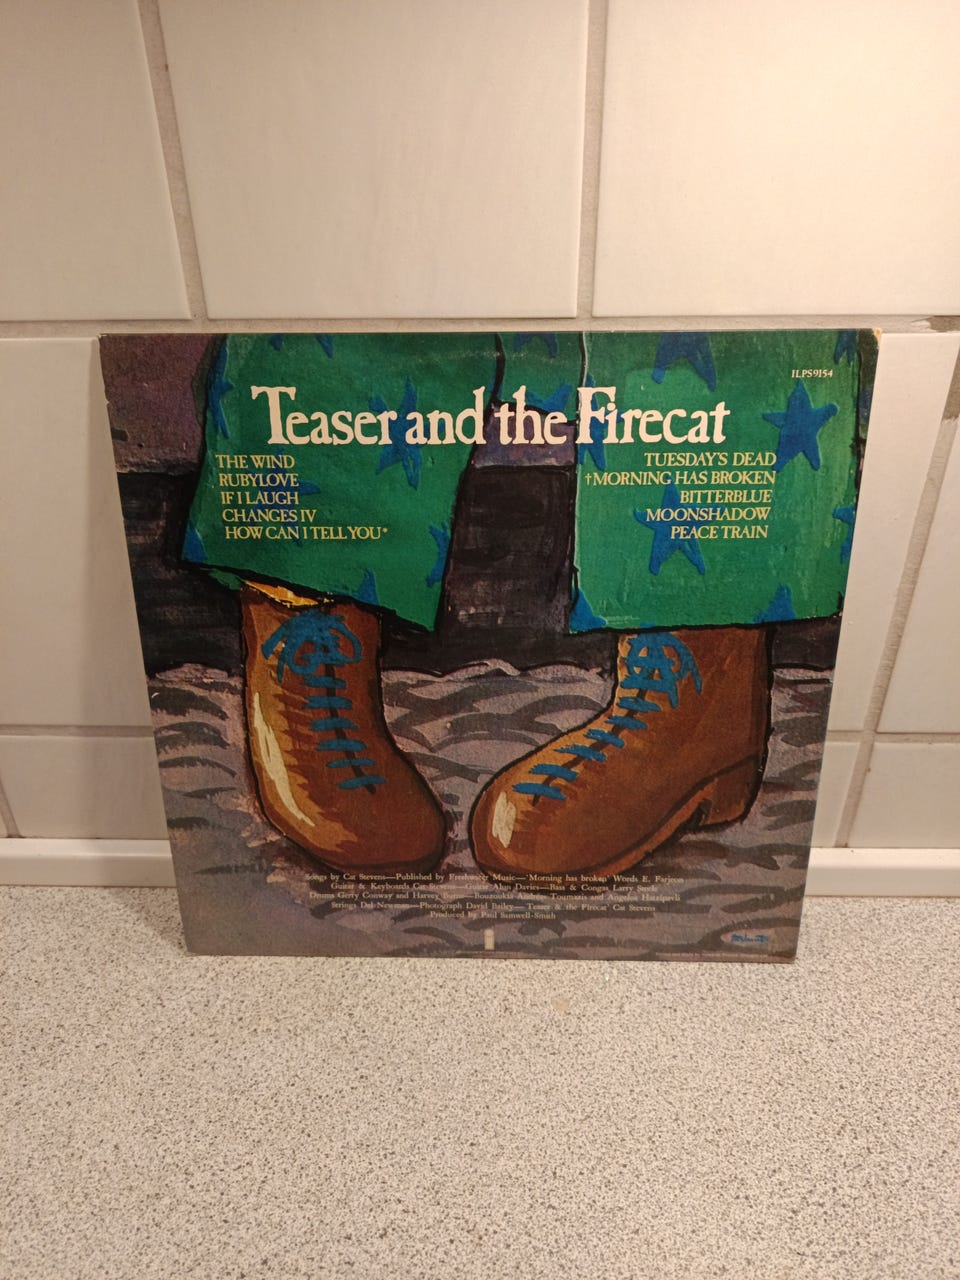 ILPS9154
Teaser and the Firecat
THE WIND
RUBYLOVE
IF I LAUGH
CHANGES IV
HOW CAN I TELL YOU*
TUESDAY'S DEAD
†MORNING HAS BROKEN
BITTERBLUE
MOONSHADOW
PEACE TRAIN
Songs by Cat Stevens—Published by Freshwater Music—'Morning has broken' Words E. Farjeon
Guitar & Keyboards Cat Stevens—Guitar Alun Davies—Bass & Congas Larry Steele
Drums Gerry Conway and Harvey Burns—Bouzoukis Andreas Toumazis and Angelos Hatzipavli
Strings Del Newman—Photograph David Bailey—'Teaser & the Firecat' Cat Stevens
Produced by Paul Samwell-Smith